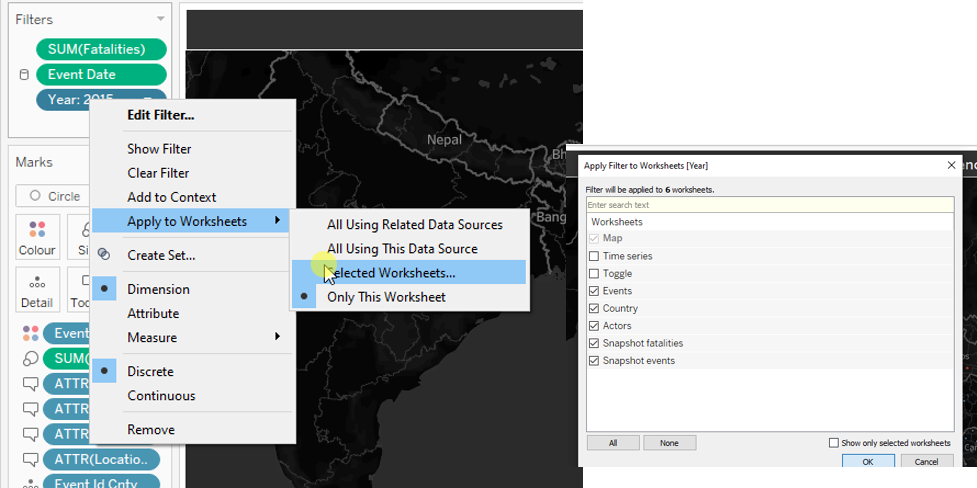 Filters
SUM(Fatalities)
Event Date
Year: 2015
Edit Filter...
Show Filter
Clear Filter
Add to Context
Apply to Worksheets
Create Set...
Dimension
Attribute
Measure
Discrete
Continuous
Remove
All Using Related Data Sources
All Using This Data Source
Selected Worksheets...
Only This Worksheet
Marks
Circle
Colour
Si
Detail
Too
Event
SUM(
ATTR
ATTR
ATTR
ATTR(Locatio..
Event Id Cnty
Nepal
Bh
Bang
Apply Filter to Worksheets [Year]
Filter will be applied to 6 worksheets.
Enter search text
Worksheets
Map
Time series
Toggle
Events
Country
Actors
Snapshot fatalities
Snapshot events
All
None
Show only selected worksheets
OK
Cancel